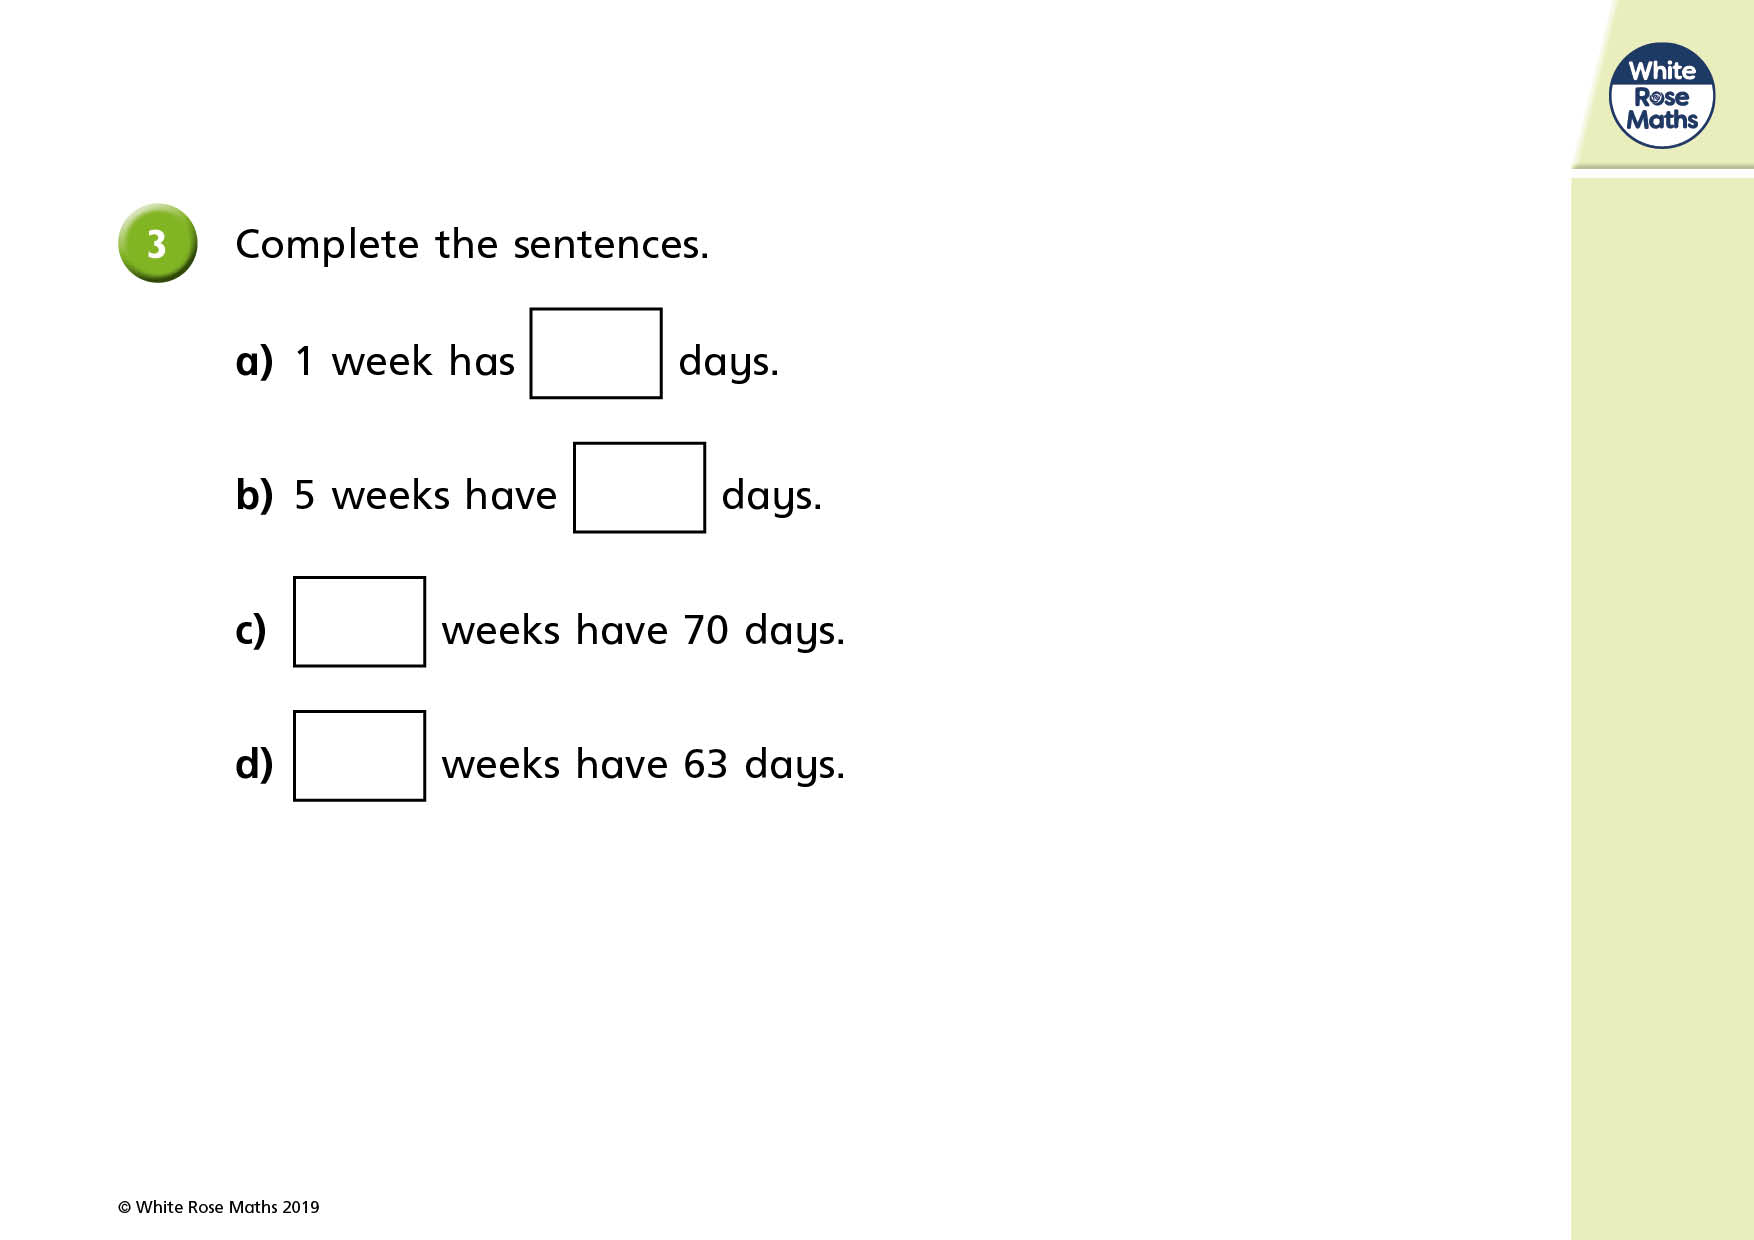 White
Rose
Maths
3 Complete the sentences.
a) 1 week has days.
b) 5 weeks have days.
c) weeks have 70 days.
d) weeks have 63 days.
© White Rose Maths 2019